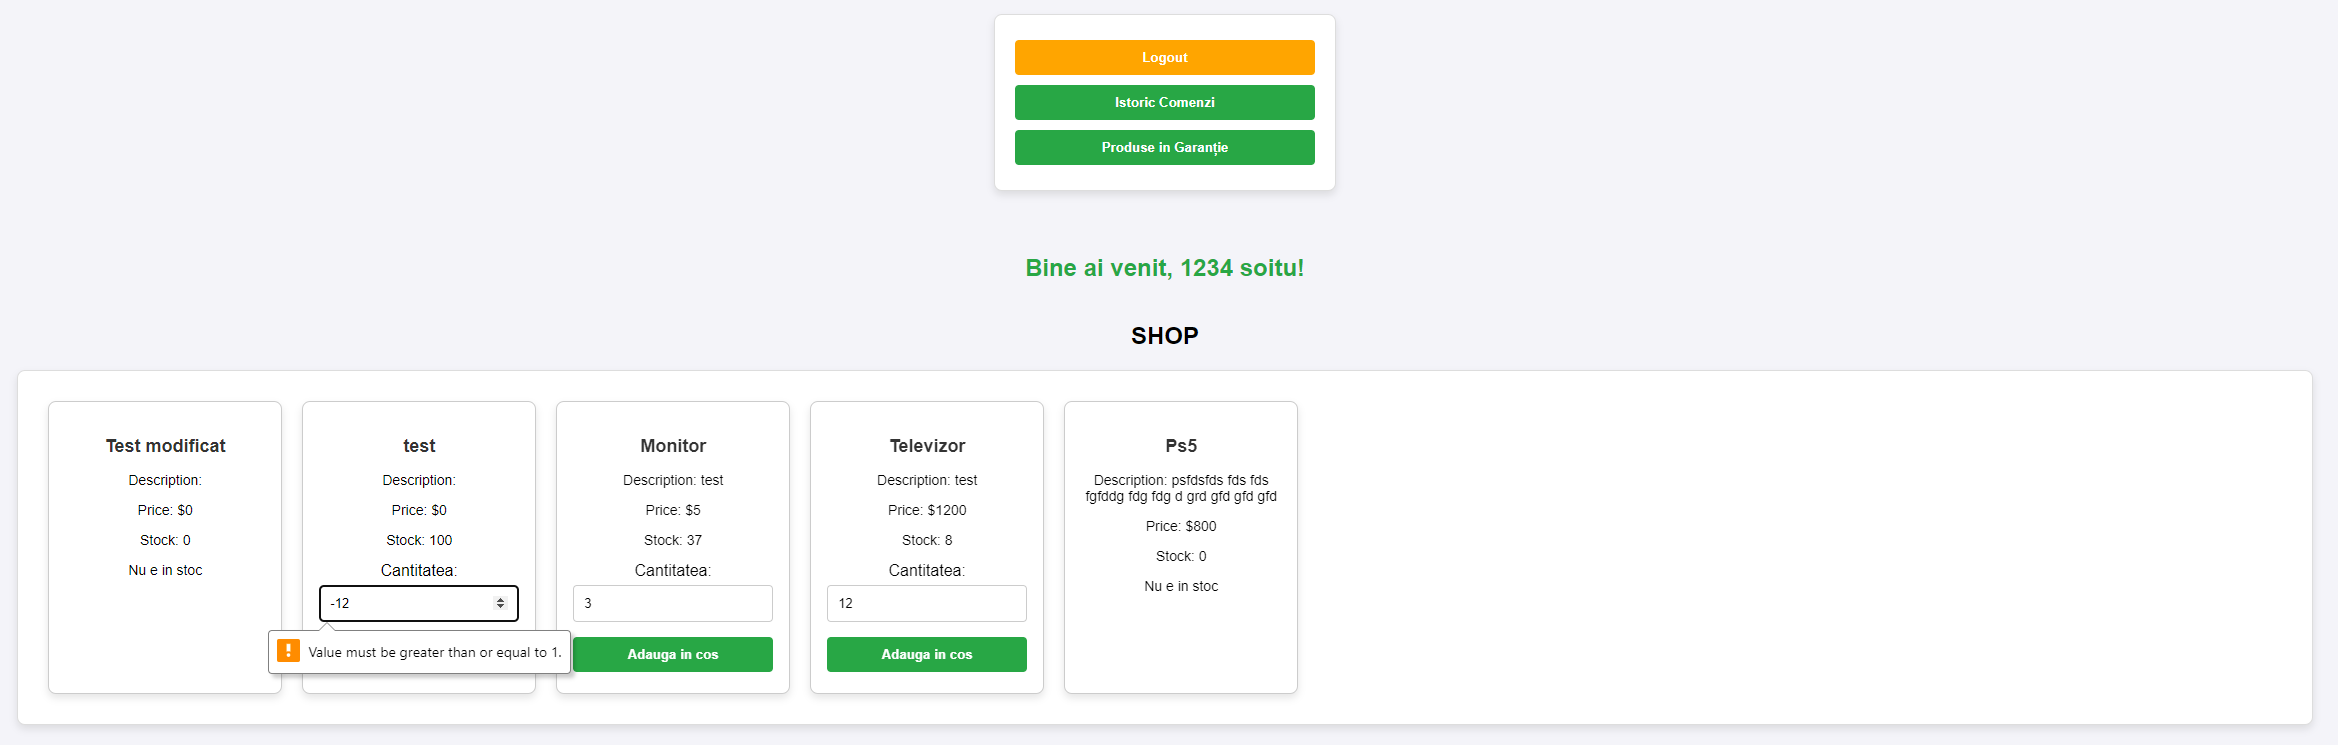 Logout
Istoric Comenzi
Produse in Garanție
Bine ai venit, 1234 soitu!
SHOP
Test modificat
Description:
Price: $0
Stock: 0
Nu e in stoc
test
Description:
Price: $0
Stock: 100
Cantitatea:
-12
Value must be greater than or equal to 1.
Monitor
Description: test
Price: $5
Stock: 37
Cantitatea:
3
Adauga in cos
Televizor
Description: test
Price: $1200
Stock: 8
Cantitatea:
12
Adauga in cos
Ps5
Description: psfdsfds fds fds
fgfddg fdg fdg d grd gfd gfd gfd
Price: $800
Stock: 0
Nu e in stoc